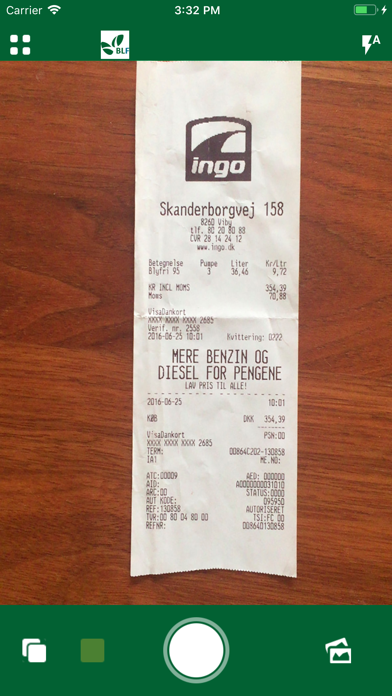 Carrier 3:32 PM
BLF
A
ingo
Skanderborgvej 158
8260 Viby
tlf. 80 20 80 88
CVR 28 14 24 12
www.ingo.dk
Betegnelse Pumpe Liter Kr/Ltr
Blyfri 95 3 36,46 9,72
KR INCL MOMS 354,39
Moms 70,88
VisaDankort
XXXX XXXX XXXX 2685
Verif. nr. 2558
2016-06-25 10:01 Kvittering: 0222
MERE BENZIN OG
DIESEL FOR PENGENE
LAV PRIS TIL ALLE!
2016-06-25 10:01
KØB DKK 354,39
VisaDankort PSN:00
XXXX XXXX XXXX 2685
TERM: 00864C202-130858
IA1 ME.NO:
ATC:00009 AED: 000000
AID: A0000000031010
ARC:00 STATUS:0000
AUT KODE: 095950
REF:130858 AUTORISERET
TVR:00 80 04 80 00 TSI:FC 00
REFNR: 00864D130858